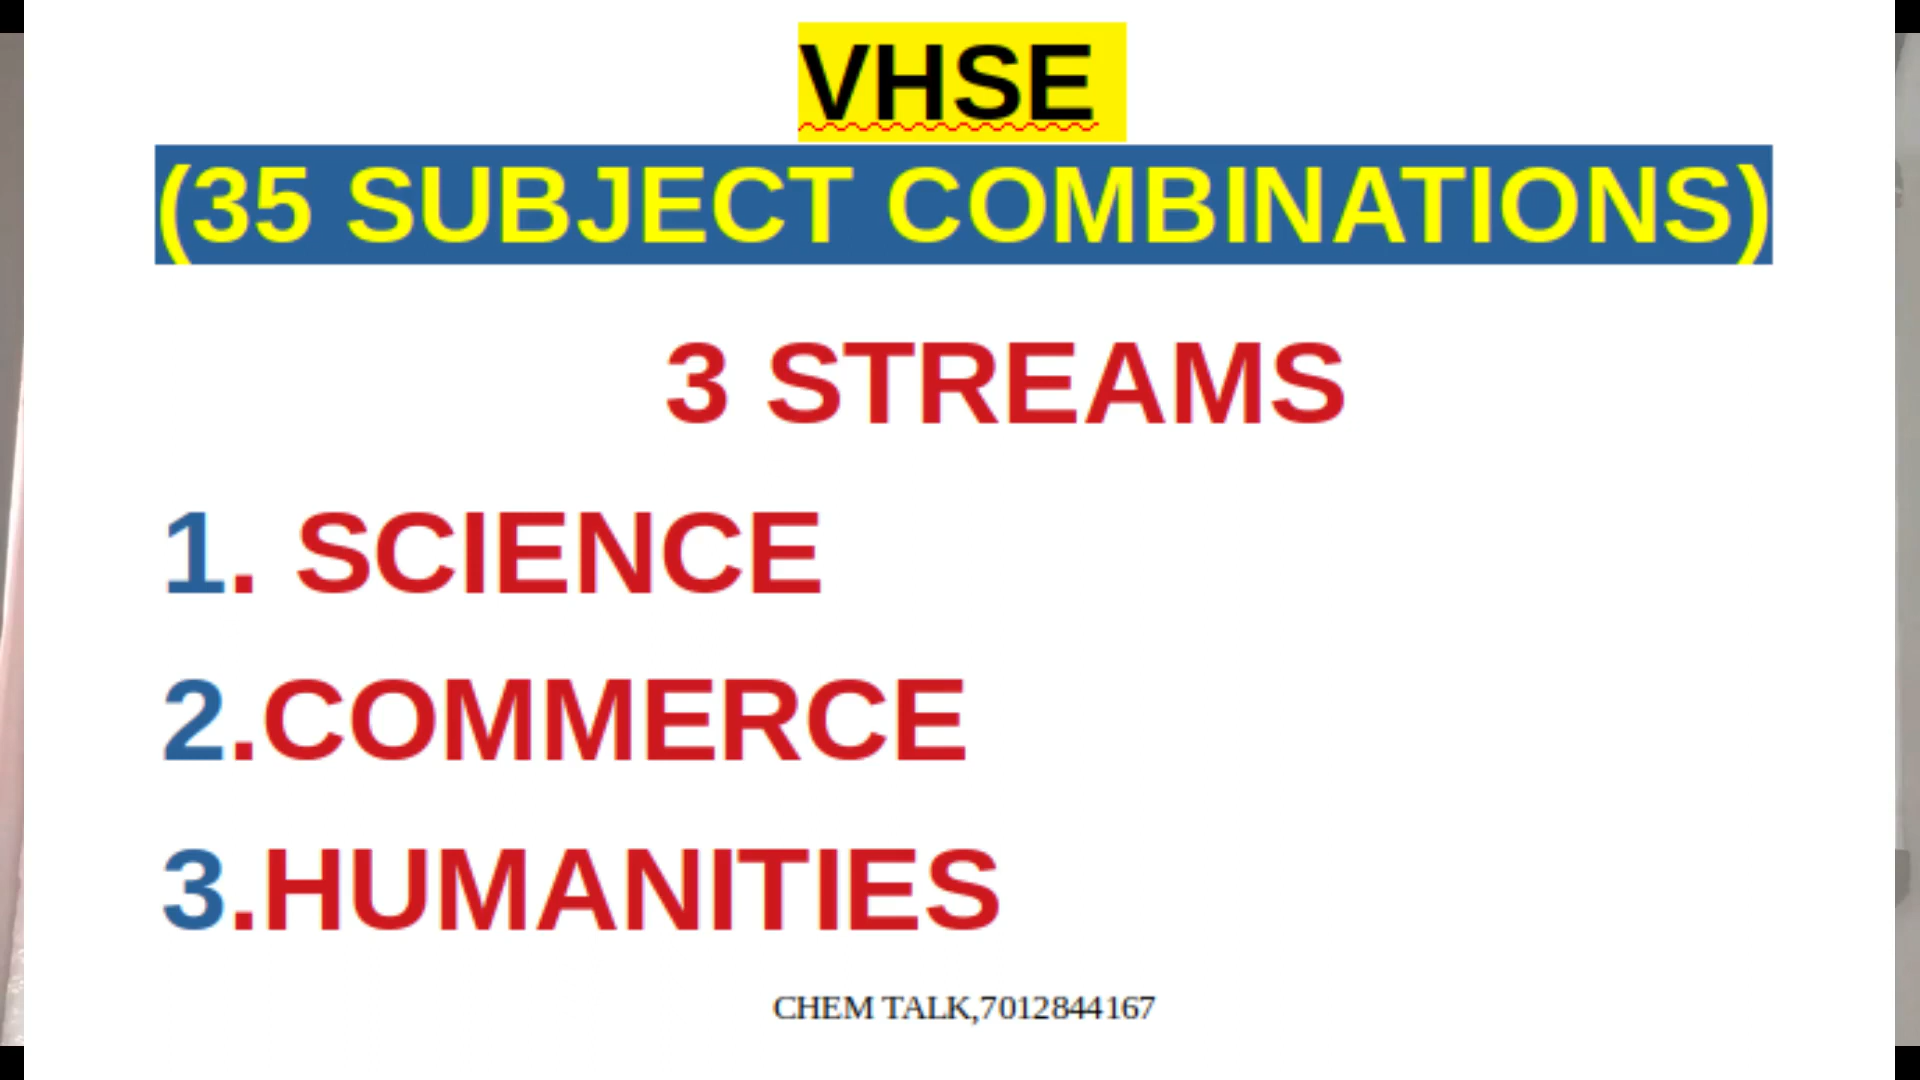 VHSE
(35 SUBJECT COMBINATIONS)
3 STREAMS
1. SCIENCE
2.COMMERCE
3.HUMANITIES
CHEM TALK,7012844167